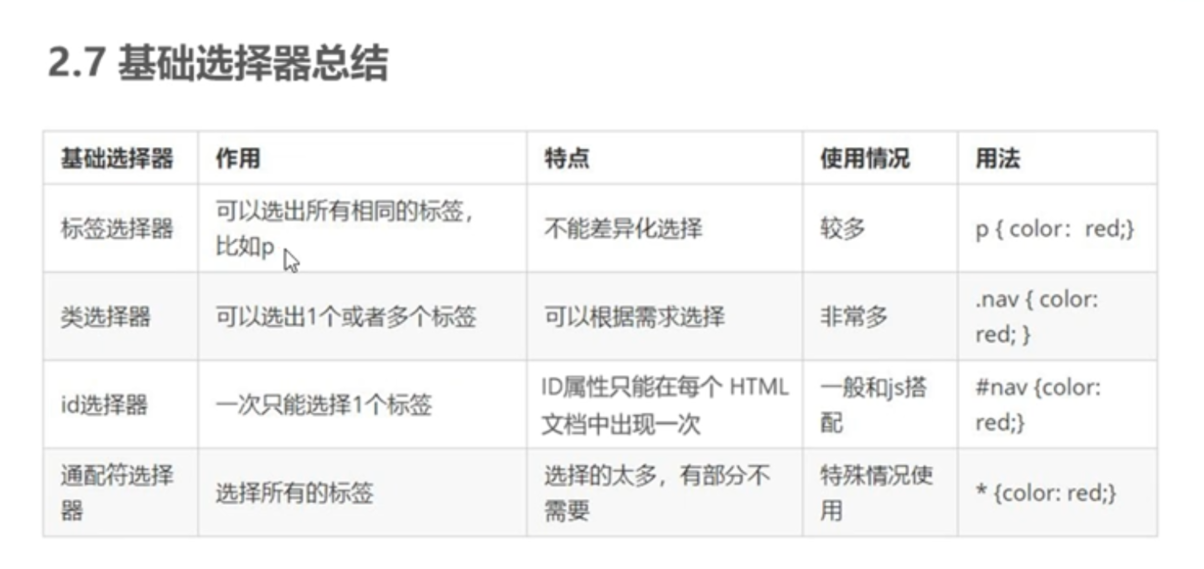 2.7 基础选择器总结
基础选择器 作用 特点 使用情况 用法
标签选择器 可以选出所有相同的标签，比如p 不能差异化选择 较多 p { color：red;}
类选择器 可以选出1个或者多个标签 可以根据需求选择 非常多 .nav { color: red; }
id选择器 一次只能选择1个标签 ID属性只能在每个 HTML 文档中出现一次 一般和js搭配 #nav {color: red;}
通配符选择器 选择所有的标签 选择的太多，有部分不需要 特殊情况使用 * {color: red;}